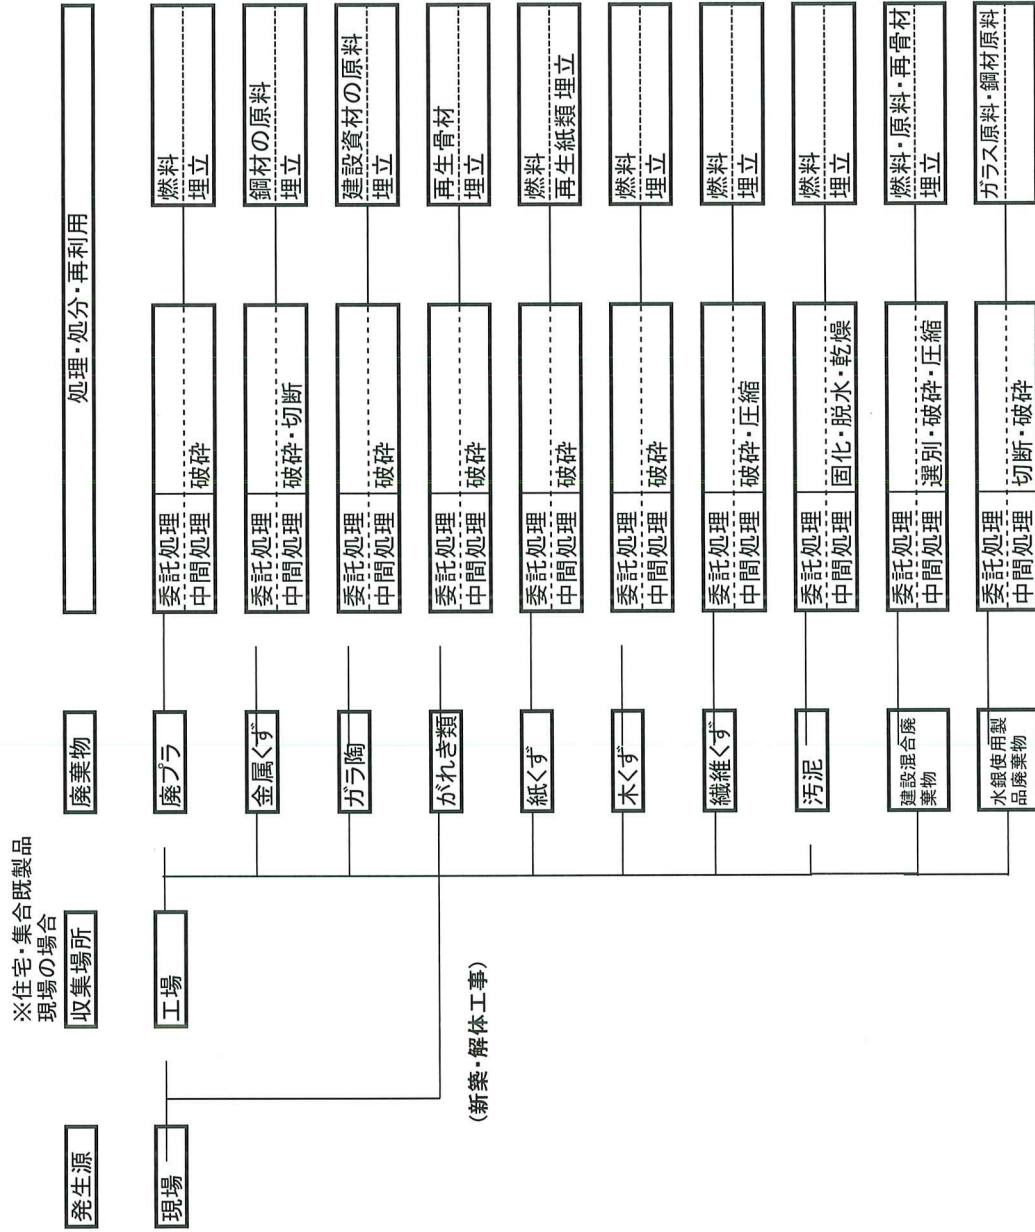 ※住宅・集合既製品
現場の場合
発生源
収集場所
廃棄物
処理・処分・再利用
現場
工場
(新築・解体工事)
廃プラ
委託処理
中間処理
破砕
燃料
埋立
金属くず
委託処理
中間処理
破砕・切断
鋼材の原料
埋立
ガラ陶
委託処理
中間処理
破砕
建設資材の原料
埋立
がれき類
委託処理
中間処理
破砕
再生骨材
埋立
紙くず
委託処理
中間処理
破砕
燃料
再生紙類 埋立
木くず
委託処理
中間処理
破砕
燃料
埋立
繊維くず
委託処理
中間処理
破砕・圧縮
燃料
埋立
汚泥
委託処理
中間処理
固化・脱水・乾燥
燃料
埋立
建設混合廃
棄物
委託処理
中間処理
選別・破砕・圧縮
燃料・原料・再骨材
埋立
水銀使用製
品廃棄物
委託処理
中間処理
切断・破砕
ガラス原料・鋼材原料